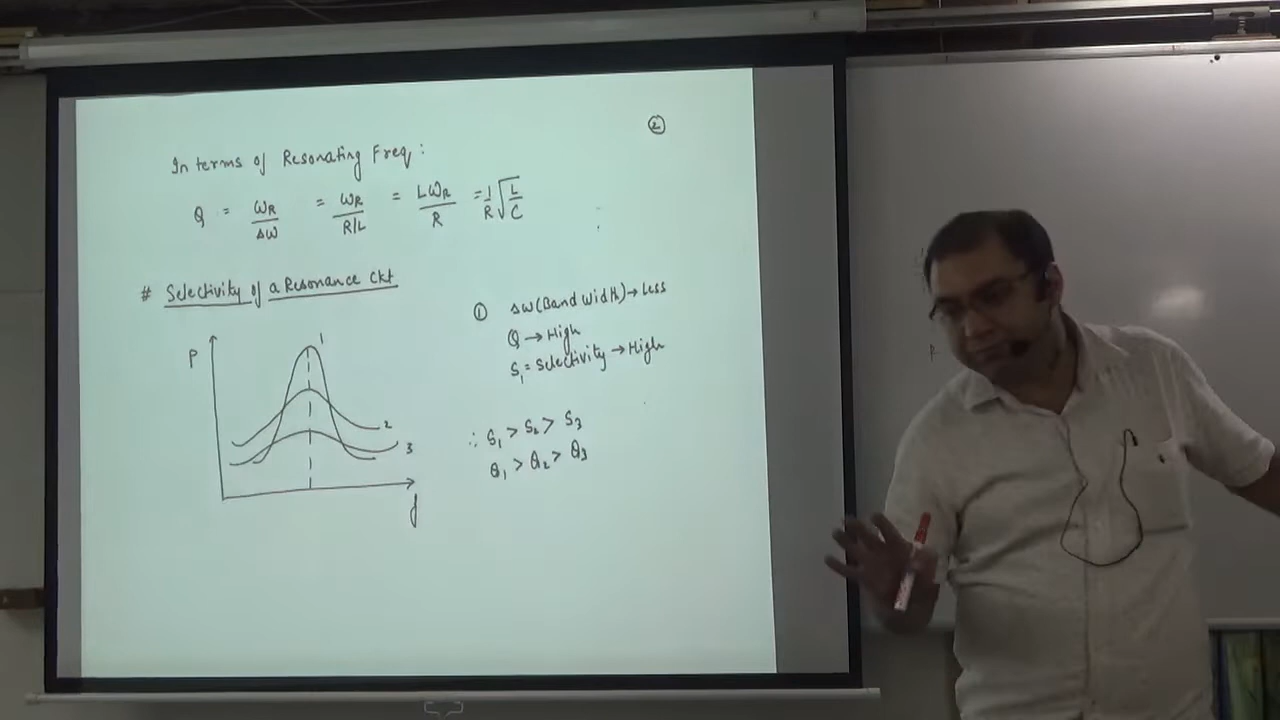 ②
In terms of Resonating Freq:
Q = ωR/Δω = ωR/R/L = LωR/R = 1/R √L/C
# Selectivity of a Resonance Ckt
① Δω (Band Width) → Less
Q → High
S1 = Selectivity → High
∴ S1 > S2 > S3
Q1 > Q2 > Q3
P
1
2
3
f